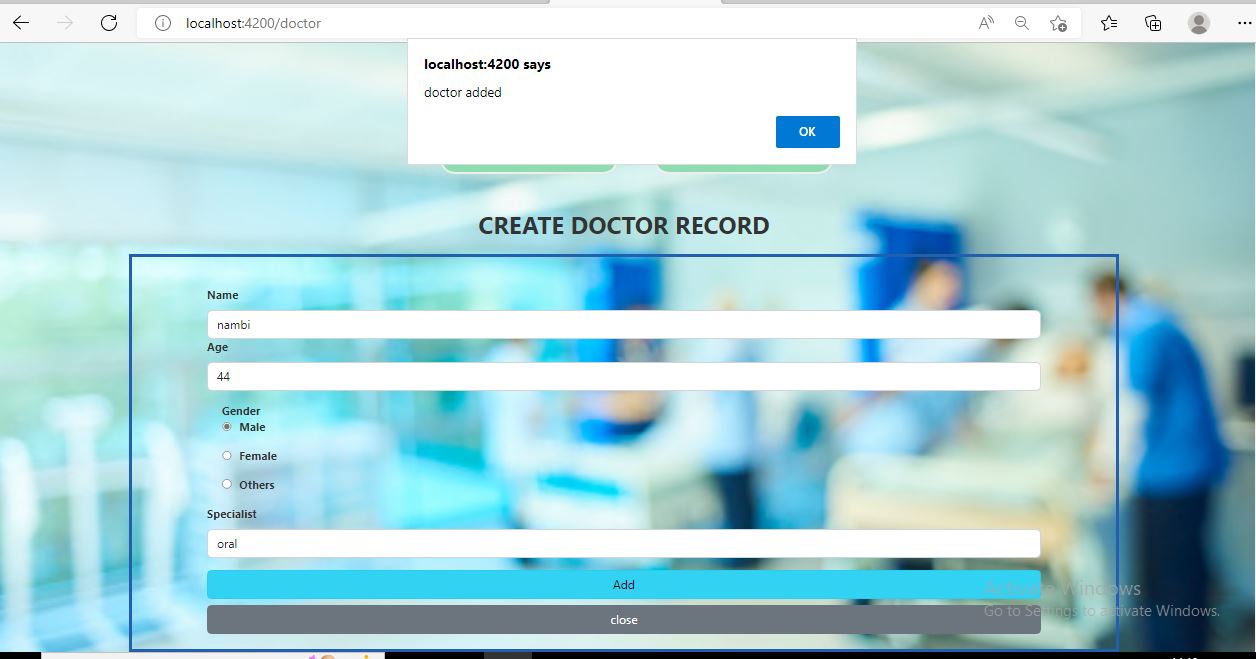 localhost:4200/doctor
localhost:4200 says
doctor added
OK
CREATE DOCTOR RECORD
Name
nambi
Age
44
Gender
Male
Female
Others
Specialist
oral
Add
close
Activate Windows
Go to Settings to activate Windows.